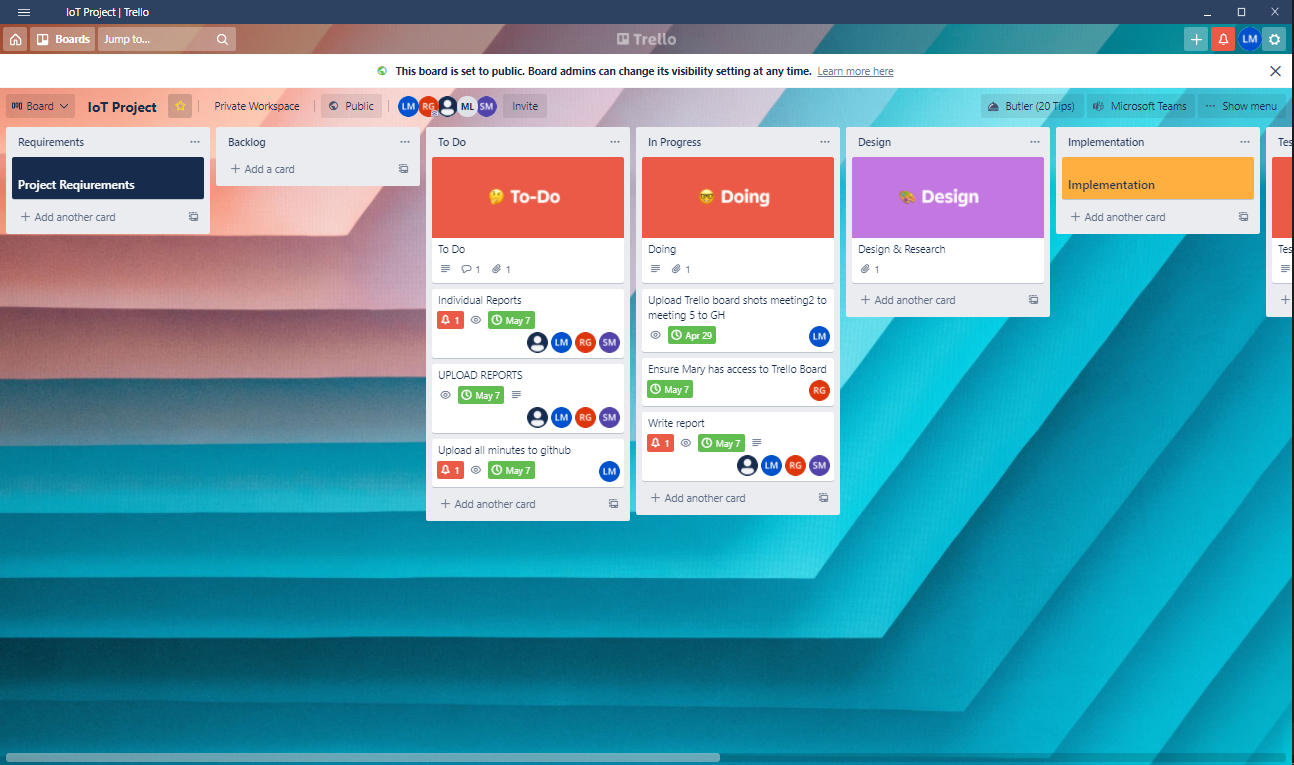 IoT Project | Trello
Boards
Jump to...
Trello
LM
This board is set to public. Board admins can change its visibility setting at any time. Learn more here
Board
IoT Project
Private Workspace
Public
LM
RG
ML
SM
Invite
Butler (20 Tips)
Microsoft Teams
Show menu
Requirements
Project Reqiurements
Add another card
Backlog
Add a card
To Do
To-Do
To Do
1
1
Individual Reports
1
May 7
LM
RG
SM
UPLOAD REPORTS
May 7
LM
RG
SM
Upload all minutes to github
1
May 7
LM
Add another card
In Progress
Doing
Doing
1
Upload Trello board shots meeting2 to
meeting 5 to GH
Apr 29
LM
Ensure Mary has access to Trello Board
May 7
RG
Write report
1
May 7
LM
RG
SM
Add another card
Design
Design
Design & Research
1
Add another card
Implementation
Implementation
Add another card
Tes
Tes